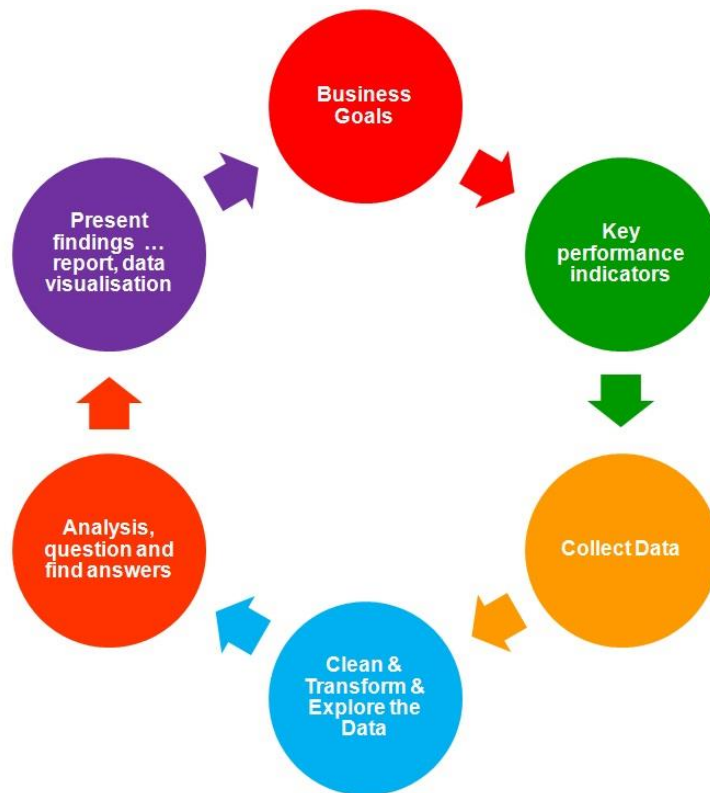 Business
Goals
Key
performance
indicators
Collect Data
Clean &
Transform &
Explore the
Data
Analysis,
question and
find answers
Present
findings ...
report, data
visualisation